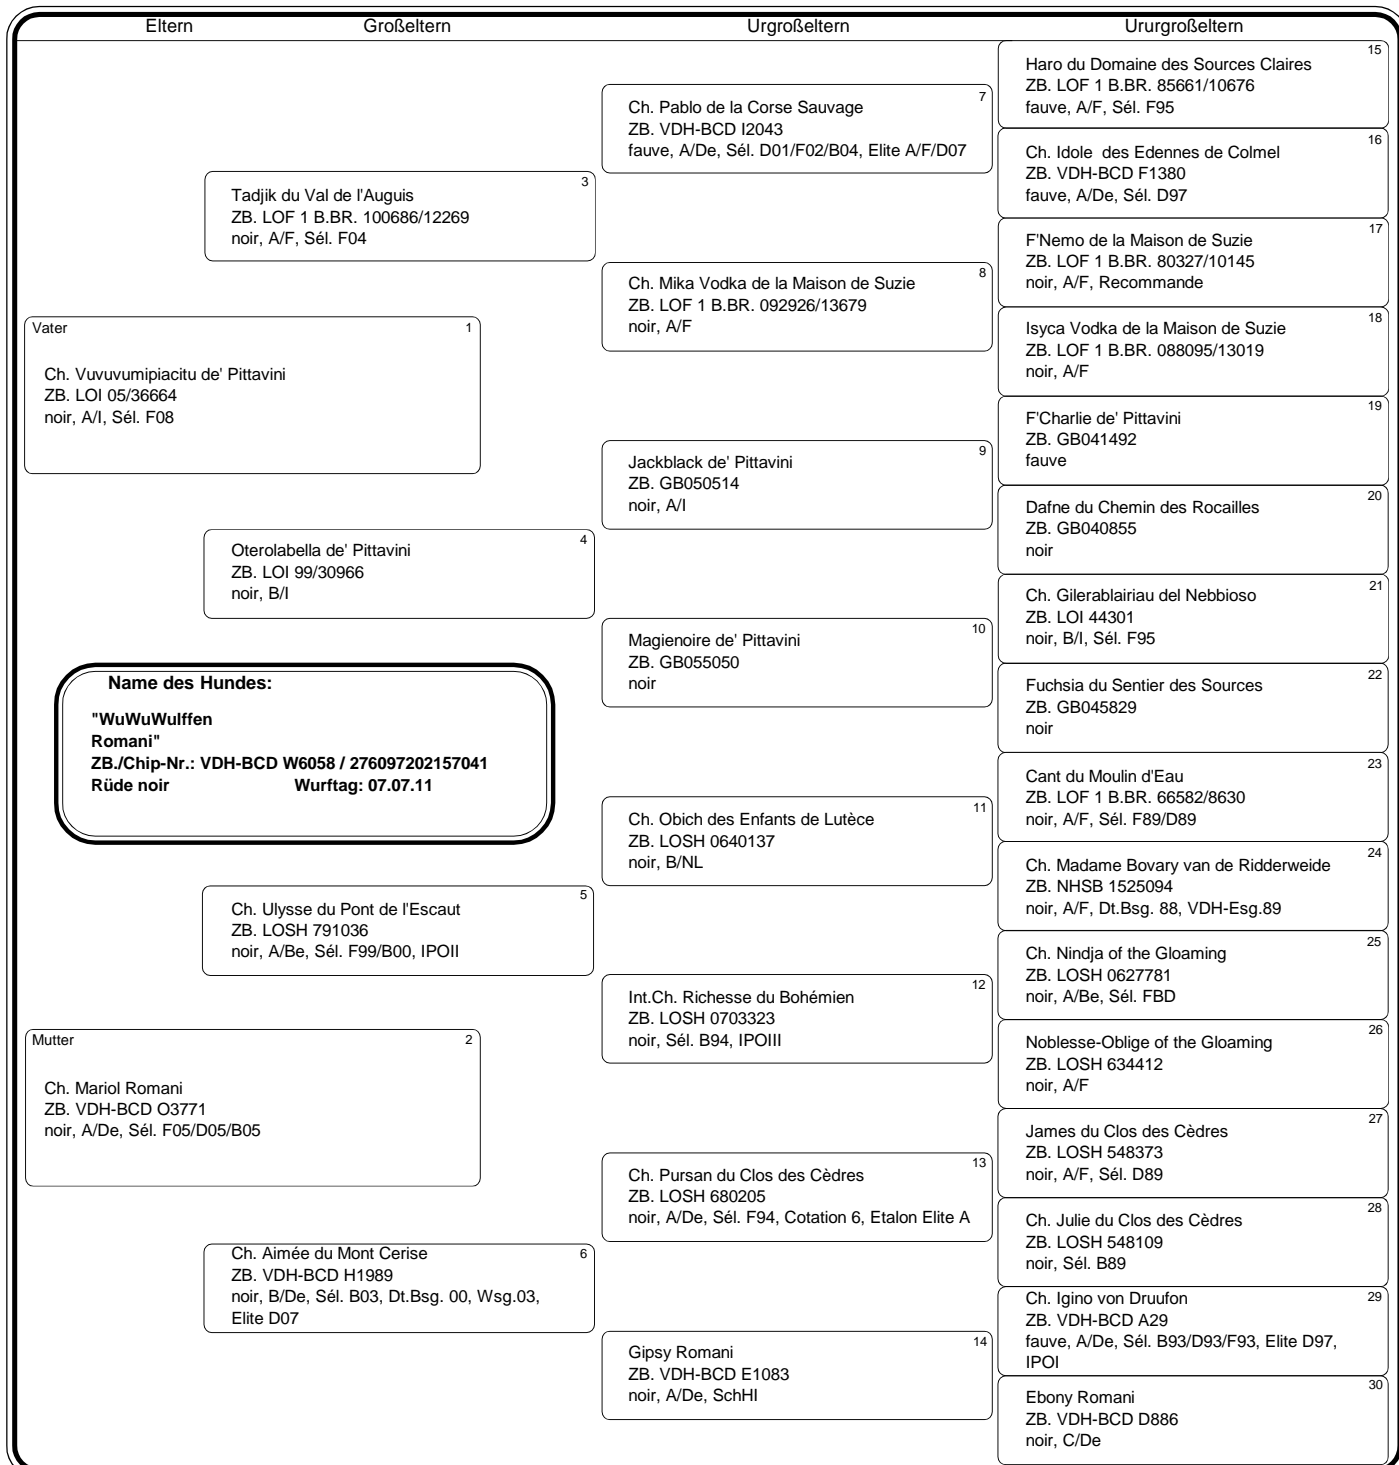 Eltern Großeltern Urgroßeltern Ururgroßeltern
Vater 1
Ch. Vuvuvumipiacitu de' Pittavini
ZB. LOI 05/36664
noir, A/I, Sél. F08
Mutter 2
Ch. Mariol Romani
ZB. VDH-BCD O3771
noir, A/De, Sél. F05/D05/B05
Name des Hundes:
"WuWuWulffen
Romani"
ZB./Chip-Nr.: VDH-BCD W6058 / 276097202157041
Rüde noir Wurftag: 07.07.11
3
Tadjik du Val de l'Auguis
ZB. LOF 1 B.BR. 100686/12269
noir, A/F, Sél. F04
4
Oterolabella de' Pittavini
ZB. LOI 99/30966
noir, B/I
5
Ch. Ulysse du Pont de l'Escaut
ZB. LOSH 791036
noir, A/Be, Sél. F99/B00, IPOII
6
Ch. Aimée du Mont Cerise
ZB. VDH-BCD H1989
noir, B/De, Sél. B03, Dt.Bsg. 00, Wsg.03,
Elite D07
7
Ch. Pablo de la Corse Sauvage
ZB. VDH-BCD I2043
fauve, A/De, Sél. D01/F02/B04, Elite A/F/D07
8
Ch. Mika Vodka de la Maison de Suzie
ZB. LOF 1 B.BR. 092926/13679
noir, A/F
9
Jackblack de' Pittavini
ZB. GB050514
noir, A/I
10
Magienoire de' Pittavini
ZB. GB055050
noir
11
Ch. Obich des Enfants de Lutèce
ZB. LOSH 0640137
noir, B/NL
12
Int.Ch. Richesse du Bohémien
ZB. LOSH 0703323
noir, Sél. B94, IPOIII
13
Ch. Pursan du Clos des Cèdres
ZB. LOSH 680205
noir, A/De, Sél. F94, Cotation 6, Etalon Elite A
14
Gipsy Romani
ZB. VDH-BCD E1083
noir, A/De, SchHI
15
Haro du Domaine des Sources Claires
ZB. LOF 1 B.BR. 85661/10676
fauve, A/F, Sél. F95
16
Ch. Idole des Edennes de Colmel
ZB. VDH-BCD F1380
fauve, A/De, Sél. D97
17
F'Nemo de la Maison de Suzie
ZB. LOF 1 B.BR. 80327/10145
noir, A/F, Recommande
18
Isyca Vodka de la Maison de Suzie
ZB. LOF 1 B.BR. 088095/13019
noir, A/F
19
F'Charlie de' Pittavini
ZB. GB041492
fauve
20
Dafne du Chemin des Rocailles
ZB. GB040855
noir
21
Ch. Gilerablairiau del Nebbioso
ZB. LOI 44301
noir, B/I, Sél. F95
22
Fuchsia du Sentier des Sources
ZB. GB045829
noir
23
Cant du Moulin d'Eau
ZB. LOF 1 B.BR. 66582/8630
noir, A/F, Sél. F89/D89
24
Ch. Madame Bovary van de Ridderweide
ZB. NHSB 1525094
noir, A/F, Dt.Bsg. 88, VDH-Esg.89
25
Ch. Nindja of the Gloaming
ZB. LOSH 0627781
noir, A/Be, Sél. FBD
26
Noblesse-Oblige of the Gloaming
ZB. LOSH 634412
noir, A/F
27
James du Clos des Cèdres
ZB. LOSH 548373
noir, A/F, Sél. D89
28
Ch. Julie du Clos des Cèdres
ZB. LOSH 548109
noir, Sél. B89
29
Ch. Igino von Druufon
ZB. VDH-BCD A29
fauve, A/De, Sél. B93/D93/F93, Elite D97,
IPOI
30
Ebony Romani
ZB. VDH-BCD D886
noir, C/De